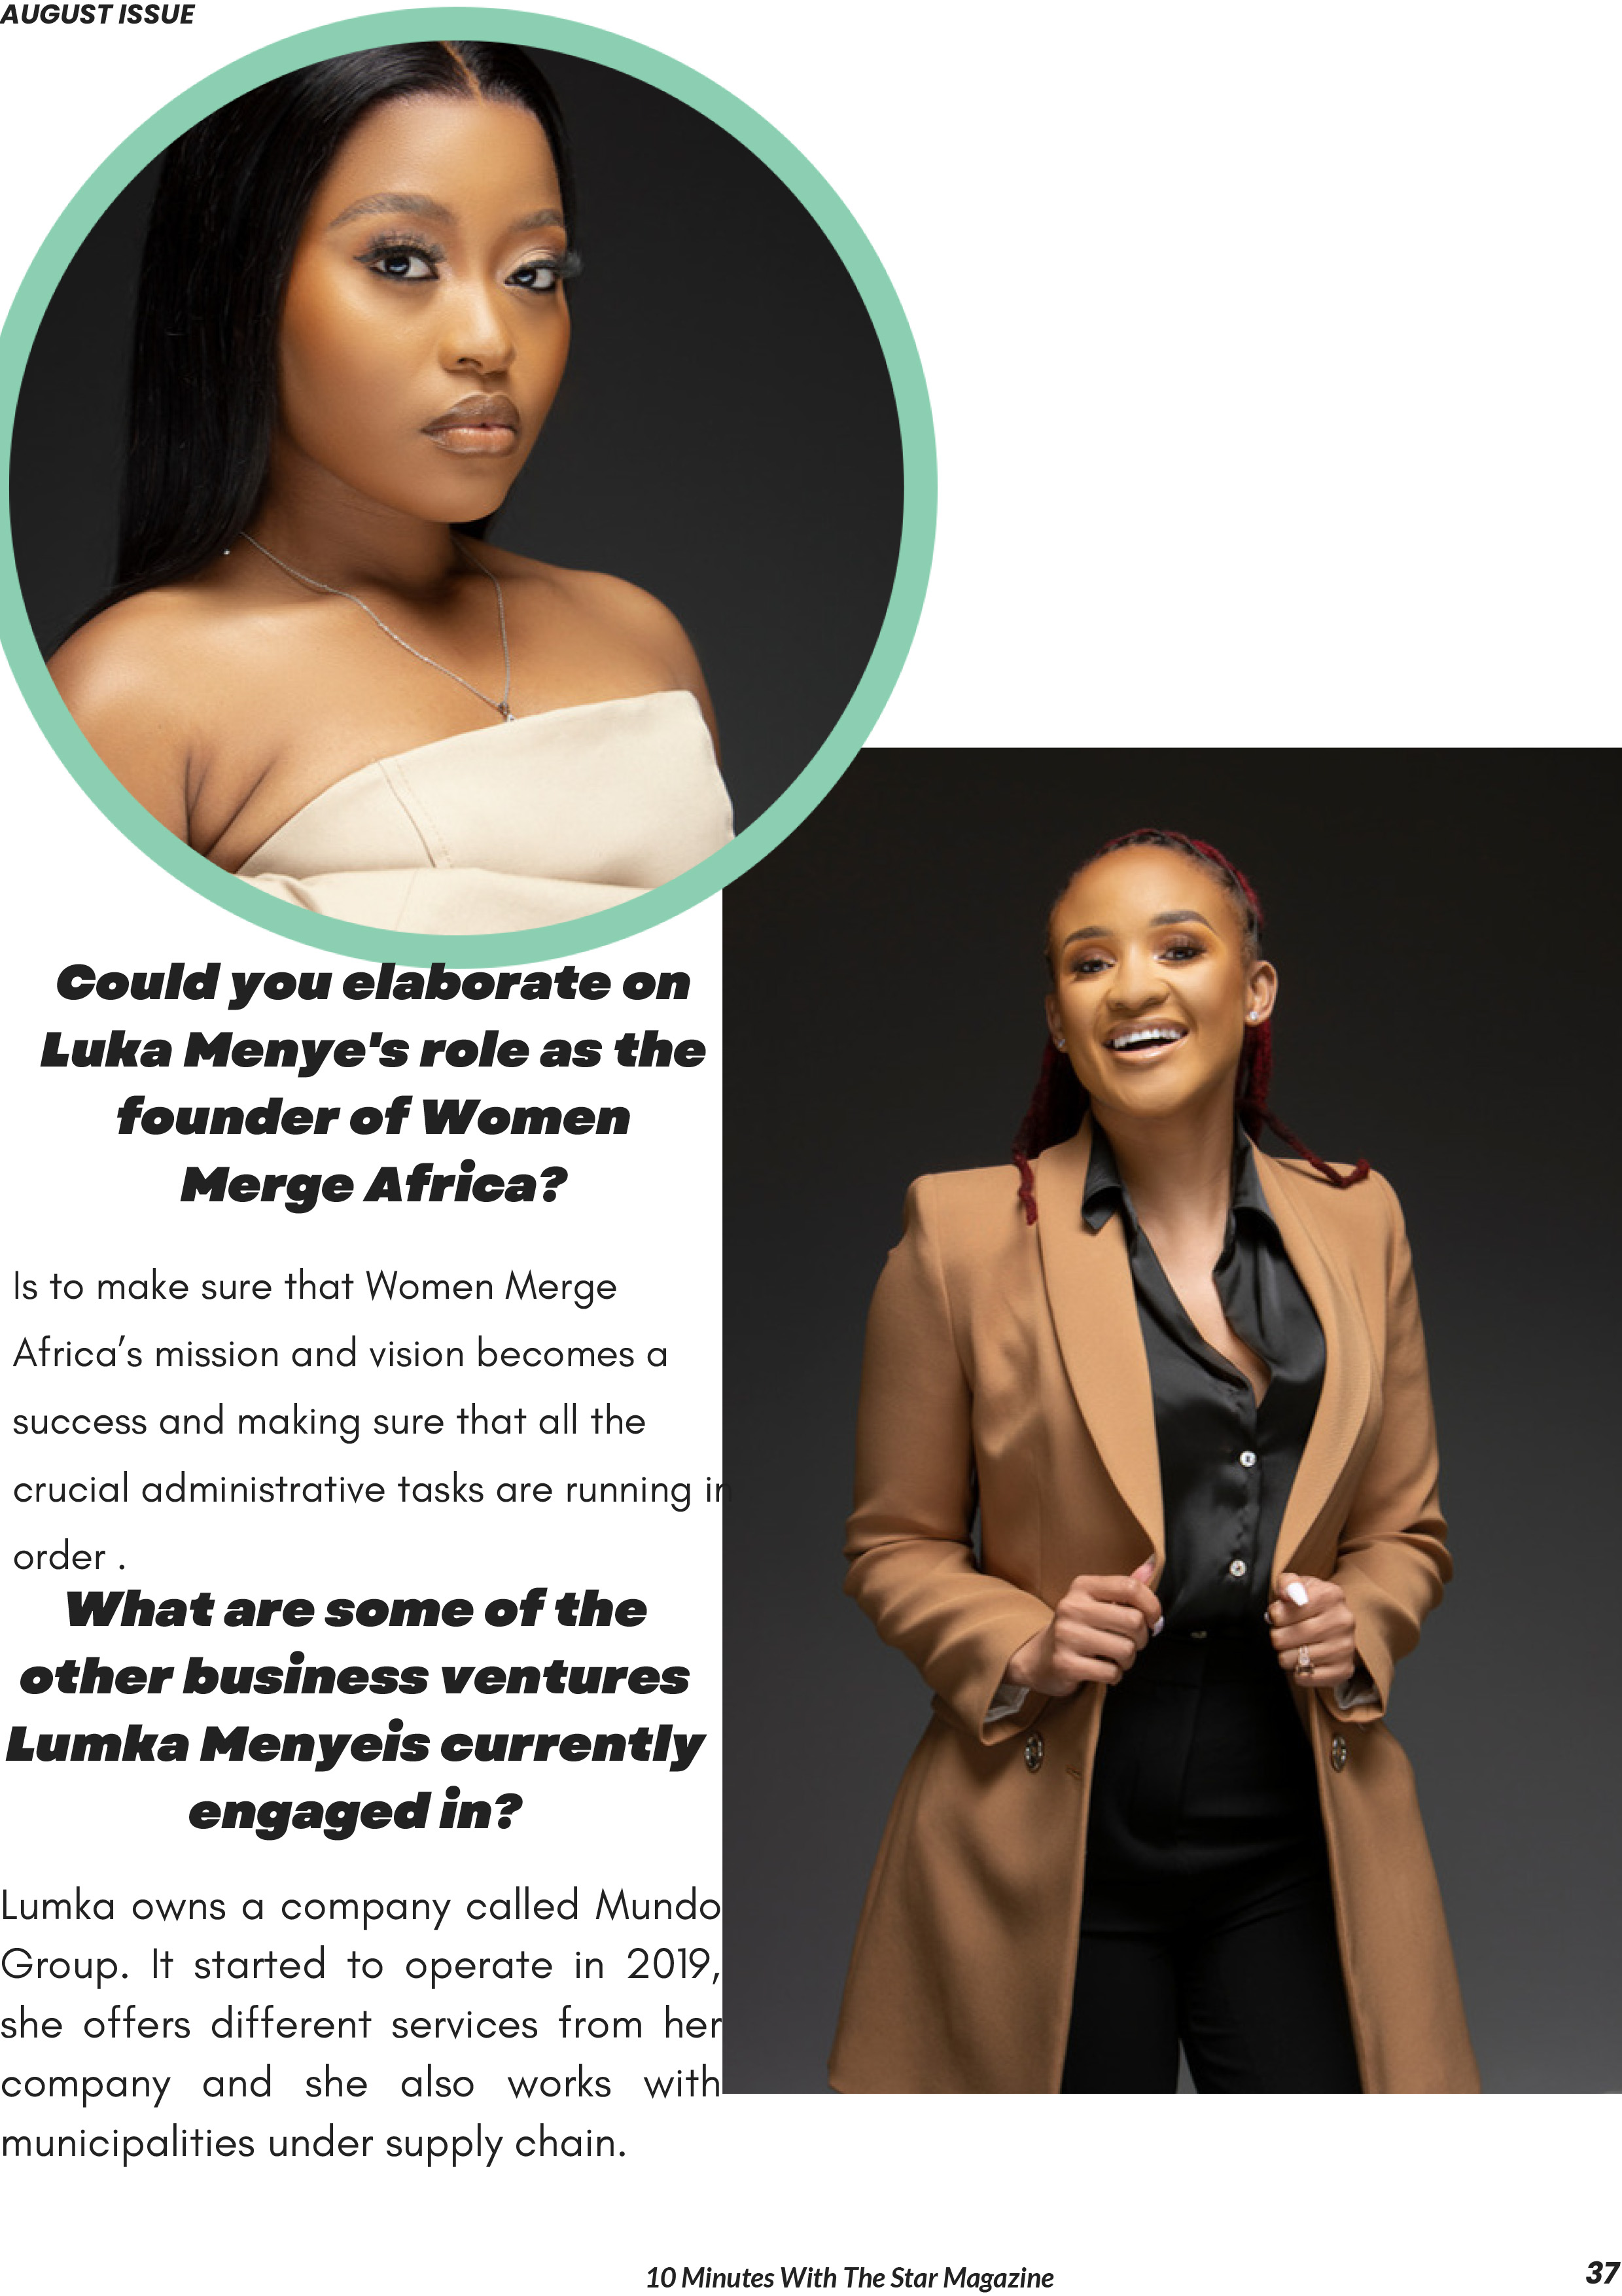 AUGUST ISSUE
Could you elaborate on
Luka Menye's role as the
founder of Women
Merge Africa?
Is to make sure that Women Merge
Africa’s mission and vision becomes a
success and making sure that all the
crucial administrative tasks are running in
order .
What are some of the
other business ventures
Lumka Menyeis currently
engaged in?
Lumka owns a company called Mundo
Group. It started to operate in 2019,
she offers different services from her
company and she also works with
municipalities under supply chain.
10 Minutes With The Star Magazine
37